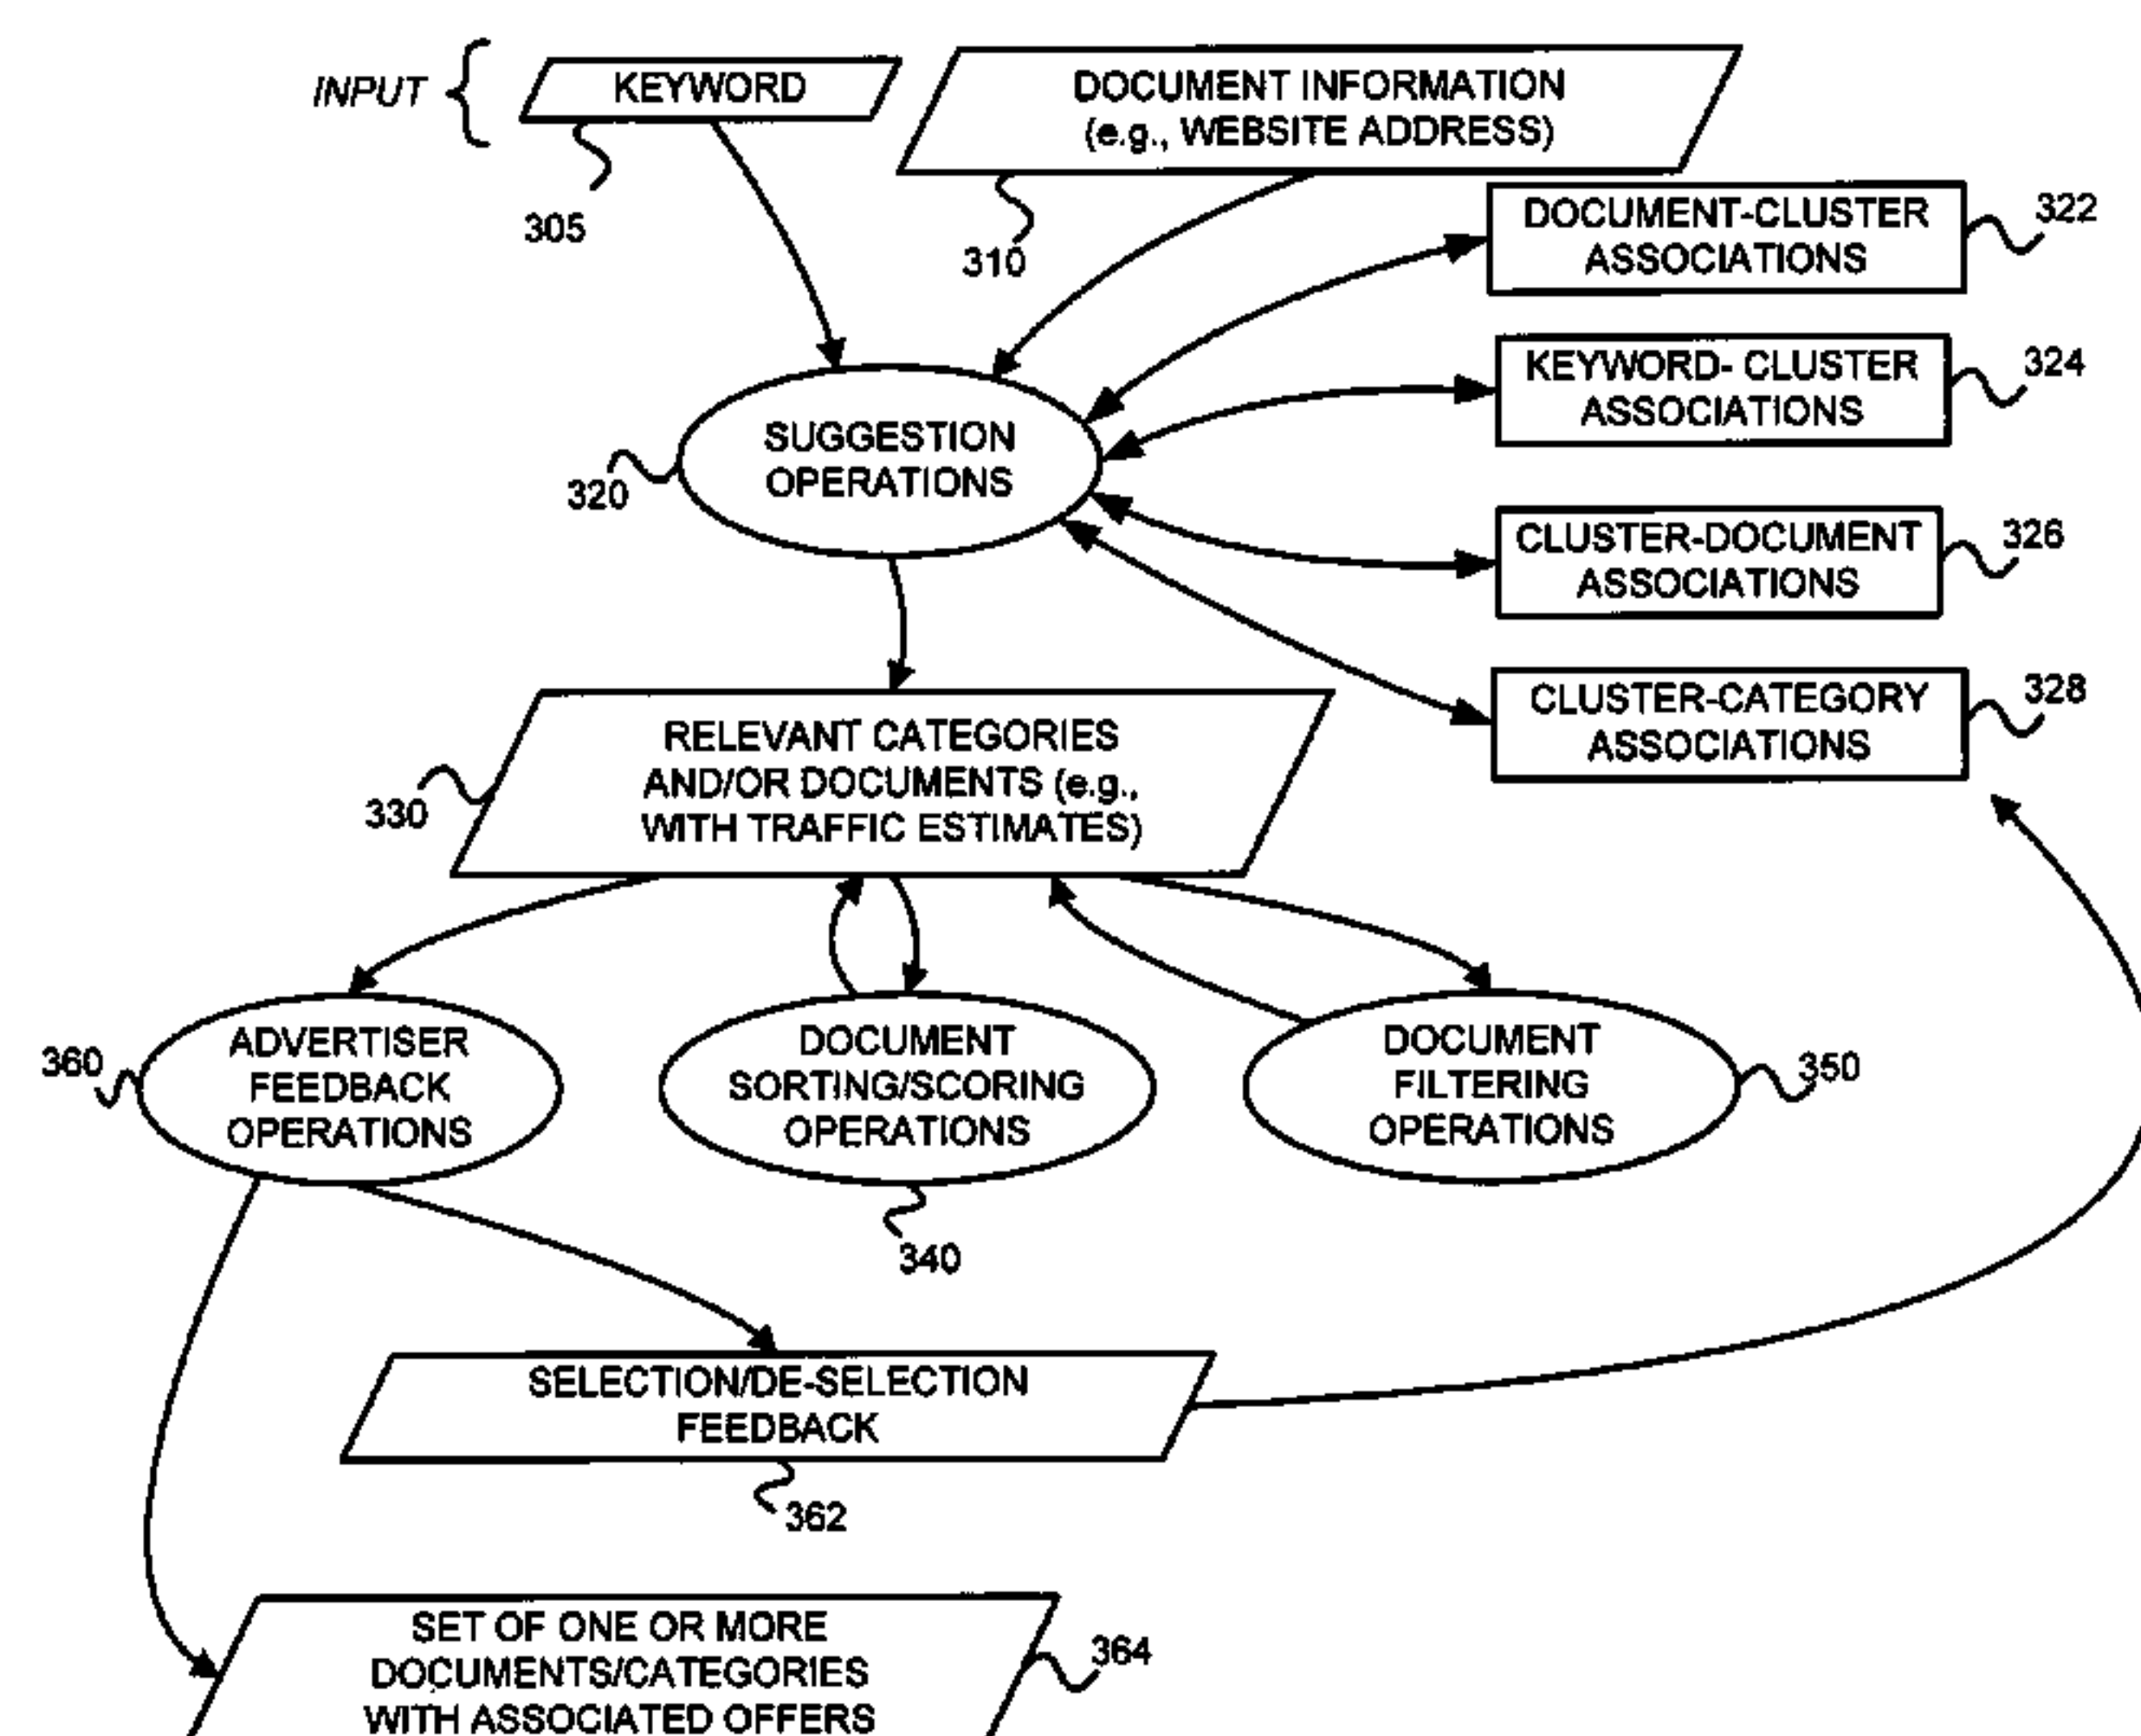 INPUT
KEYWORD
305
DOCUMENT INFORMATION
(e.g., WEBSITE ADDRESS)
310
DOCUMENT-CLUSTER
ASSOCIATIONS
322
KEYWORD- CLUSTER
ASSOCIATIONS
324
SUGGESTION
OPERATIONS
320
CLUSTER-DOCUMENT
ASSOCIATIONS
326
CLUSTER-CATEGORY
ASSOCIATIONS
328
RELEVANT CATEGORIES
AND/OR DOCUMENTS (e.g.,
WITH TRAFFIC ESTIMATES)
330
360
ADVERTISER
FEEDBACK
OPERATIONS
DOCUMENT
SORTING/SCORING
OPERATIONS
340
DOCUMENT
FILTERING
OPERATIONS
350
SELECTION/DE-SELECTION
FEEDBACK
362
SET OF ONE OR MORE
DOCUMENTS/CATEGORIES
WITH ASSOCIATED OFFERS
364